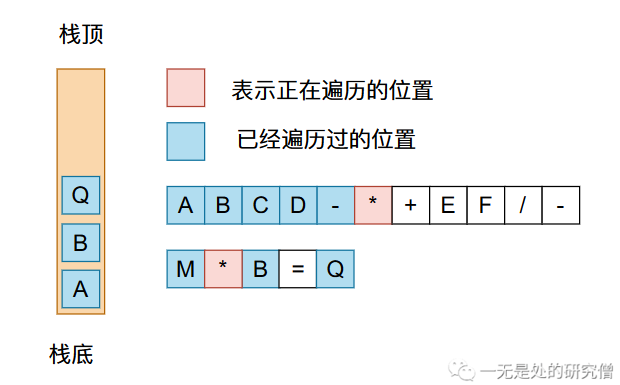 栈顶
表示正在遍历的位置
已经遍历过的位置
Q
B
A
A B C D - * + E F / -
M * B = Q
栈底
一无是处的研究僧